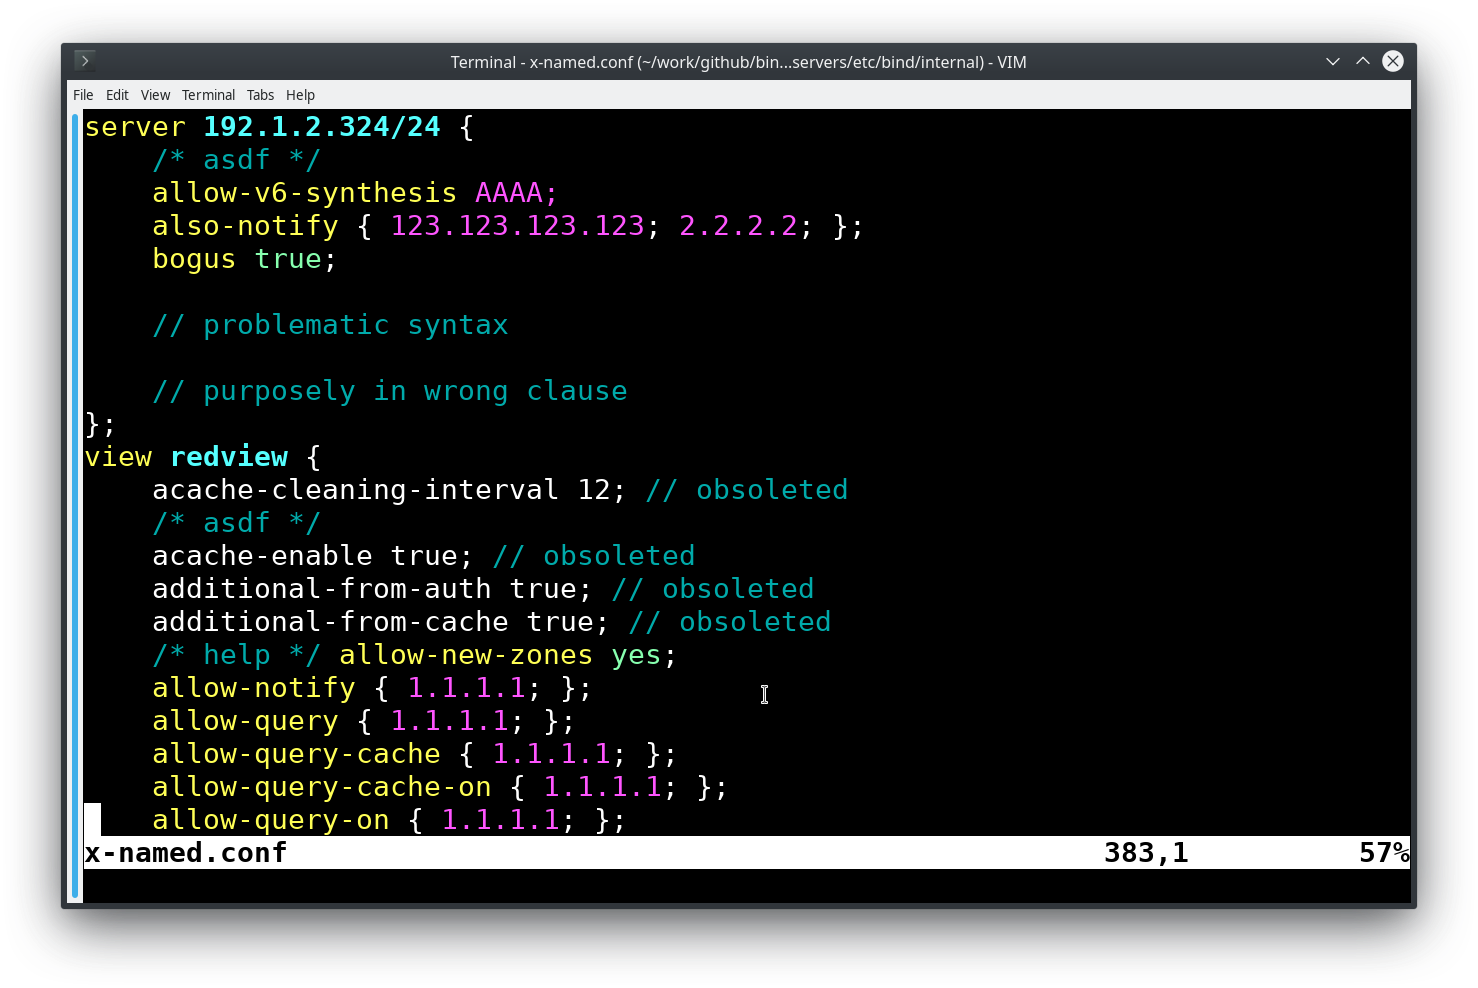 Terminal - x-named.conf (~/work/github/bin...servers/etc/bind/internal) - VIM
File Edit View Terminal Tabs Help
server 192.1.2.324/24 {
    /* asdf */
    allow-v6-synthesis AAAA;
    also-notify { 123.123.123.123; 2.2.2.2; };
    bogus true;
    // problematic syntax
    // purposely in wrong clause
};
view redview {
    acache-cleaning-interval 12; // obsoleted
    /* asdf */
    acache-enable true; // obsoleted
    additional-from-auth true; // obsoleted
    additional-from-cache true; // obsoleted
    /* help */ allow-new-zones yes;
    allow-notify { 1.1.1.1; };
    allow-query { 1.1.1.1; };
    allow-query-cache { 1.1.1.1; };
    allow-query-cache-on { 1.1.1.1; };
    allow-query-on { 1.1.1.1; };
x-named.conf 383,1 57%